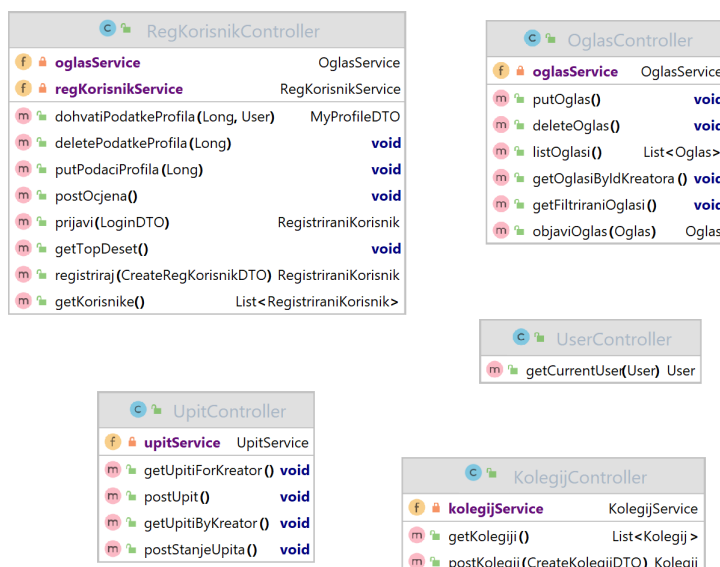 RegKorisnikController
oglasService OglasService
regKorisnikService RegKorisnikService
dohvatiPodatkeProfila(Long, User) MyProfileDTO
deletePodatkeProfila(Long) void
putPodaciProfila(Long) void
postOcjena() void
prijavi(LoginDTO) RegistriraniKorisnik
getTopDeset() void
registriraj(CreateRegKorisnikDTO) RegistriraniKorisnik
getKorisnike() List<RegistriraniKorisnik>
OglasController
oglasService OglasService
putOglas() void
deleteOglas() void
listOglasi() List<Oglas>
getOglasiByIdKreatora() void
getFiltriraniOglasi() void
objaviOglas(Oglas) Oglas
UserController
getCurrentUser(User) User
UpitController
upitService UpitService
getUpitiForKreator() void
postUpit() void
getUpitiByKreator() void
postStanjeUpita() void
KolegijController
kolegijService KolegijService
getKolegiji() List<Kolegij>
postKolegij(CreateKolegijDTO) Kolegij